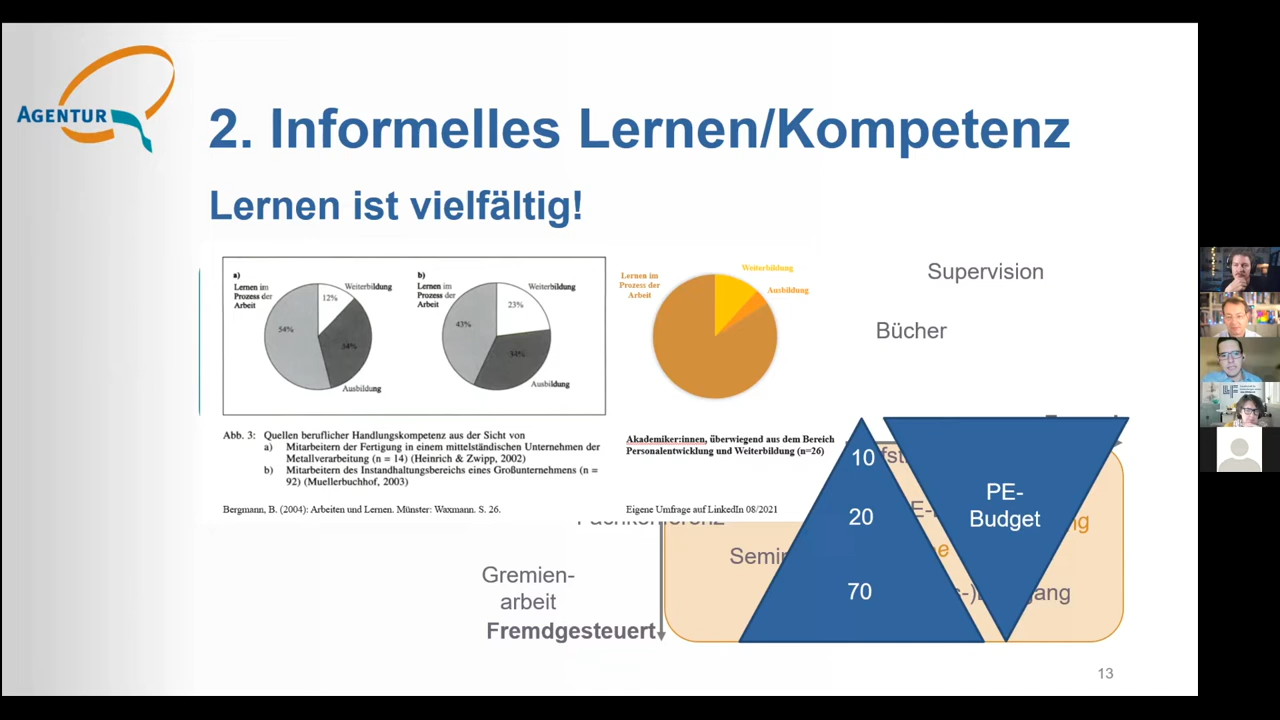 AGENTUR
2. Informelles Lernen/Kompetenz
Lernen ist vielfältig!
a)
Lernen im
Prozess der
Arbeit
Weiterbildung
12%
54%
34%
Ausbildung
b)
Lernen im
Prozess der
Arbeit
Weiterbildung
23%
43%
34%
Ausbildung
Lernen im
Prozess der
Arbeit
Weiterbildung
Ausbildung
Supervision
Bücher
Abb. 3: Quellen beruflicher Handlungskompetenz aus der Sicht von
a) Mitarbeitern der Fertigung in einem mittelständischen Unternehmen der
Metallverarbeitung (n = 14) (Heinrich & Zwipp, 2002)
b) Mitarbeitern des Instandhaltungsbereichs eines Großunternehmens (n =
92) (Muellerbuchhof, 2003)
Bergmann, B. (2004): Arbeiten und Lernen. Münster: Waxmann. S. 26.
Akademiker:innen, überwiegend aus dem Bereich
Personalentwicklung und Weiterbildung (n=26)
Eigene Umfrage auf LinkedIn 08/2021
10
20
70
PE-
Budget
Fachkonferenz
Gremien-
arbeit
Fremdgesteuert
13